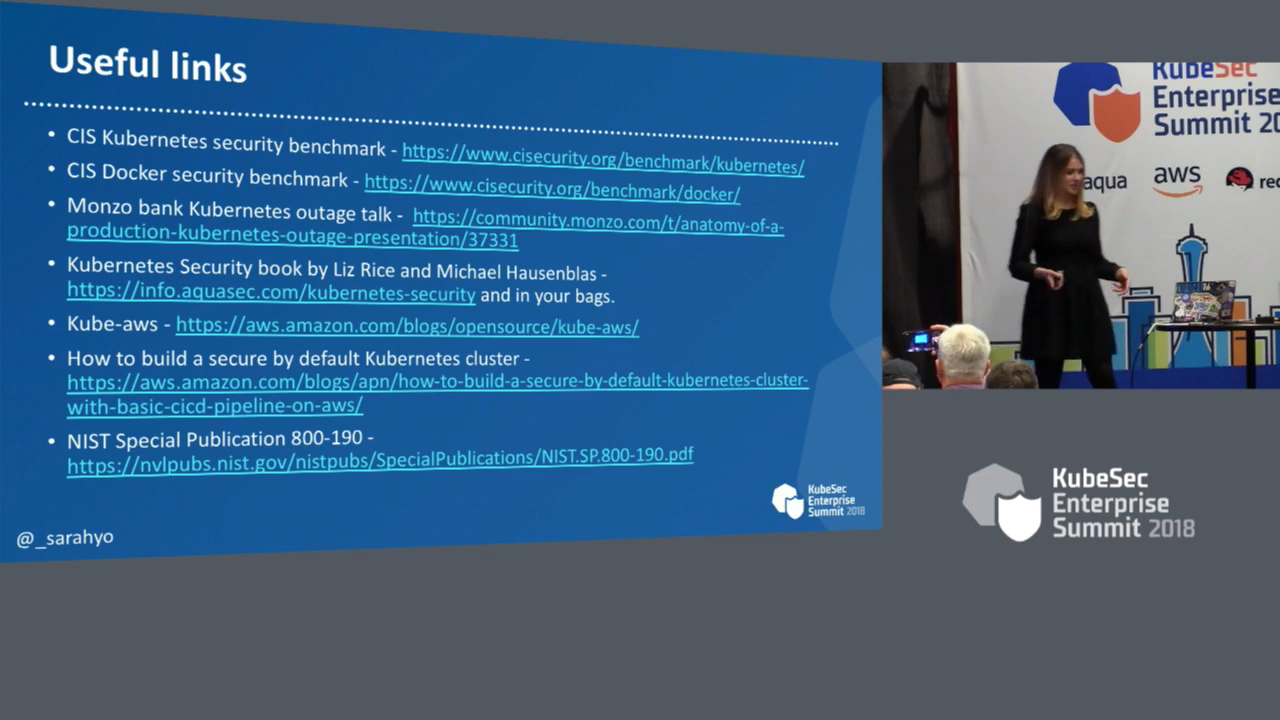 Useful links
• CIS Kubernetes security benchmark - https://www.cisecurity.org/benchmark/kubernetes/
• CIS Docker security benchmark - https://www.cisecurity.org/benchmark/docker/
• Monzo bank Kubernetes outage talk - https://community.monzo.com/t/anatomy-of-a-
production-kubernetes-outage-presentation/37331
• Kubernetes Security book by Liz Rice and Michael Hausenblas -
https://info.aquasec.com/kubernetes-security and in your bags.
• Kube-aws - https://aws.amazon.com/blogs/opensource/kube-aws/
• How to build a secure by default Kubernetes cluster -
https://aws.amazon.com/blogs/apn/how-to-build-a-secure-by-default-kubernetes-cluster-
with-basic-cicd-pipeline-on-aws/
• NIST Special Publication 800-190 -
https://nvlpubs.nist.gov/nistpubs/SpecialPublications/NIST.SP.800-190.pdf
KubeSec
Enterprise
Summit 2018
@_sarahyo
KubeSec
Enterprise
Summit 20
aqua
aws
red
KubeSec
Enterprise
Summit 2018